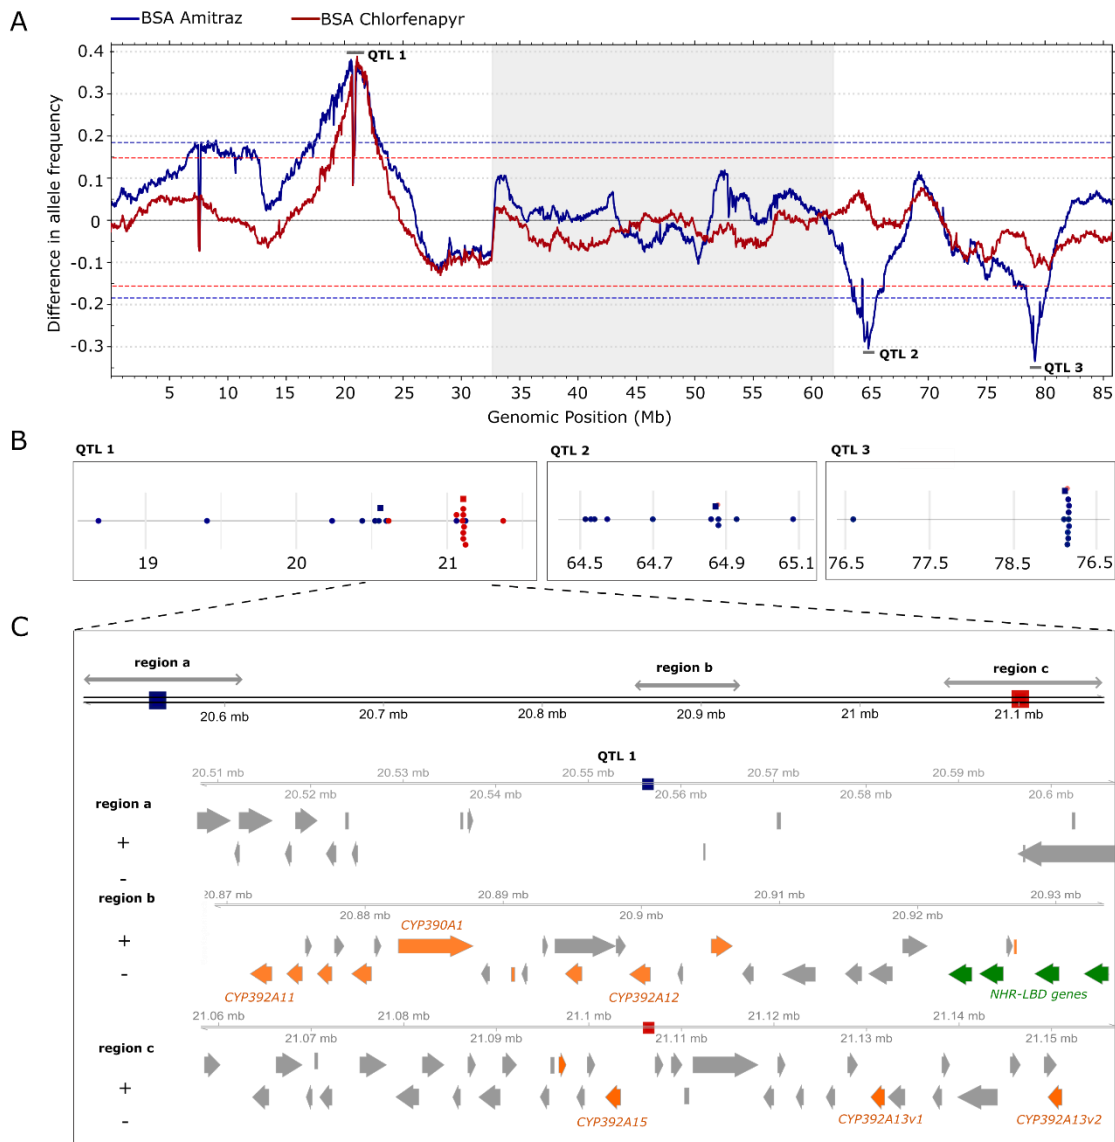 A
BSA Amitraz
BSA Chlorfenapyr
Difference in allele frequency
0.4
0.3
0.2
0.1
0
-0.1
-0.2
-0.3
QTL 1
QTL 2
QTL 3
5 10 15 20 25 30 35 40 45 50 55 60 65 70 75 80 85
Genomic Position (Mb)
B
QTL 1
QTL 2
QTL 3
19 20 21
64.5 64.7 64.9 65.1
76.5 77.5 78.5 76.5
C
region a
region b
region c
20.6 mb 20.7 mb 20.8 mb 20.9 mb 21 mb 21.1 mb
QTL 1
20.51 mb 20.53 mb 20.55 mb 20.57 mb 20.59 mb
20.52 mb 20.54 mb 20.56 mb 20.58 mb 20.6 mb
region a
+
-
region b
20.87 mb 20.89 mb 20.91 mb 20.93 mb
20.88 mb 20.9 mb 20.92 mb
CYP390A1
+
-
CYP392A11
CYP392A12
NHR-LBD genes
21.06 mb 21.08 mb 21.1 mb 21.12 mb 21.14 mb
21.07 mb 21.09 mb 21.11 mb 21.13 mb 21.15 mb
region c
+
-
CYP392A15
CYP392A13v1
CYP392A13v2